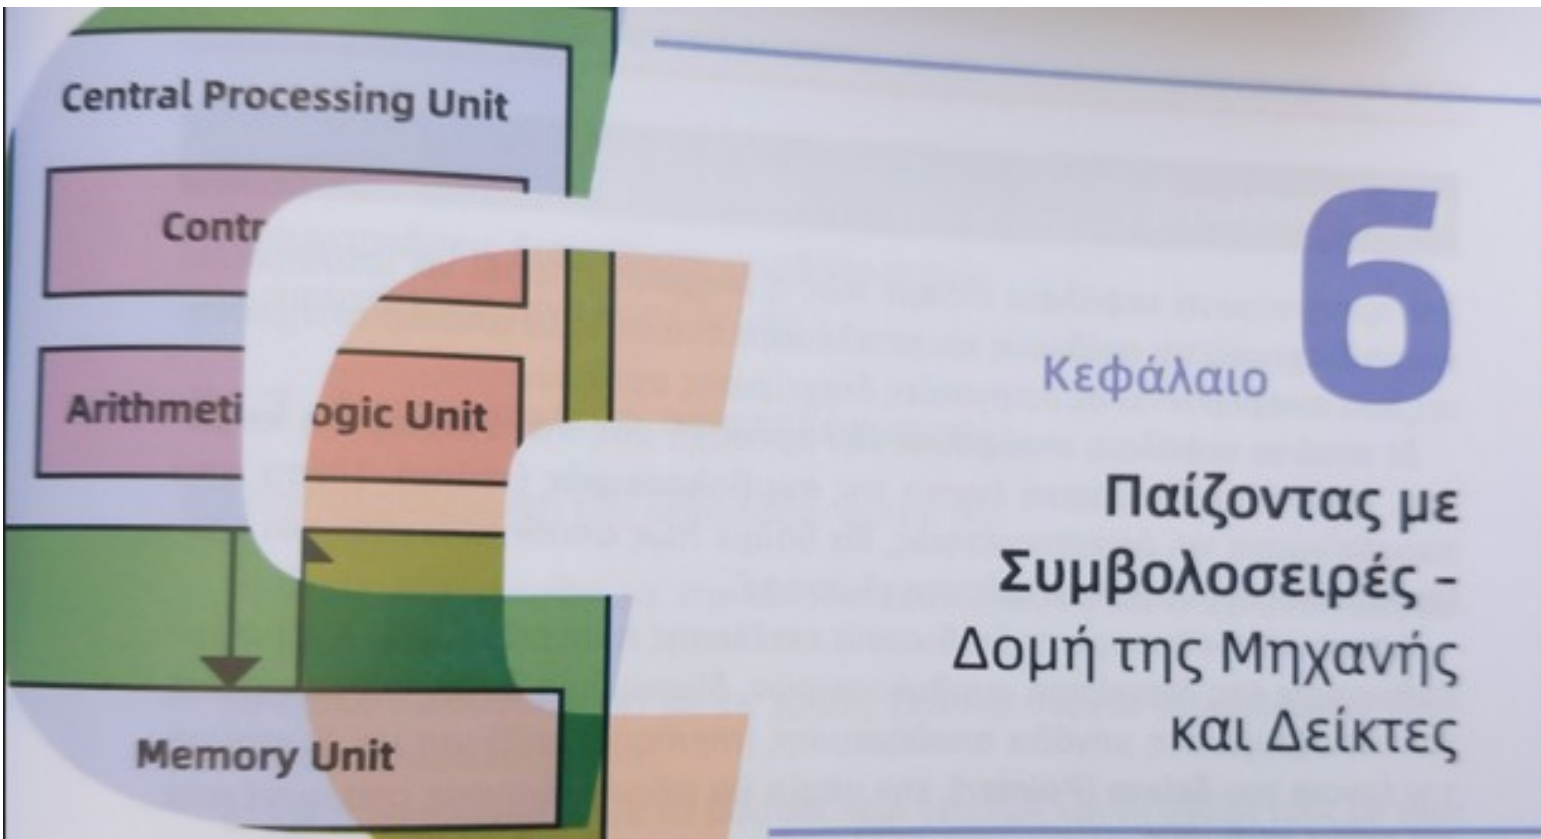 Central Processing Unit
Contr
Arithmeti ogic Unit
Memory Unit
6
Κεφάλαιο
Παίζοντας με
Συμβολοσειρές -
Δομή της Μηχανής
και Δείκτες